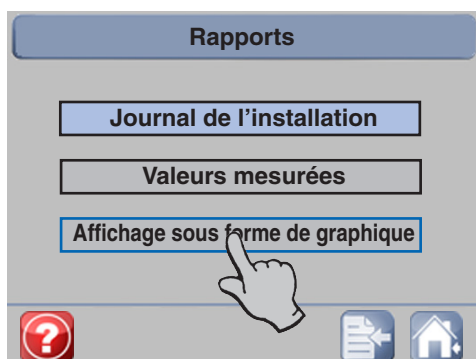 Rapports
Journal de l'installation
Valeurs mesurées
Affichage sous forme de graphique
?